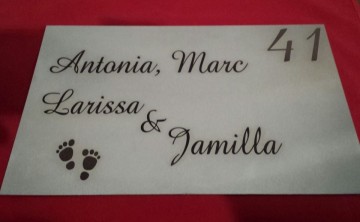 41
Antonia, Marc
Larissa
&
Jamilla